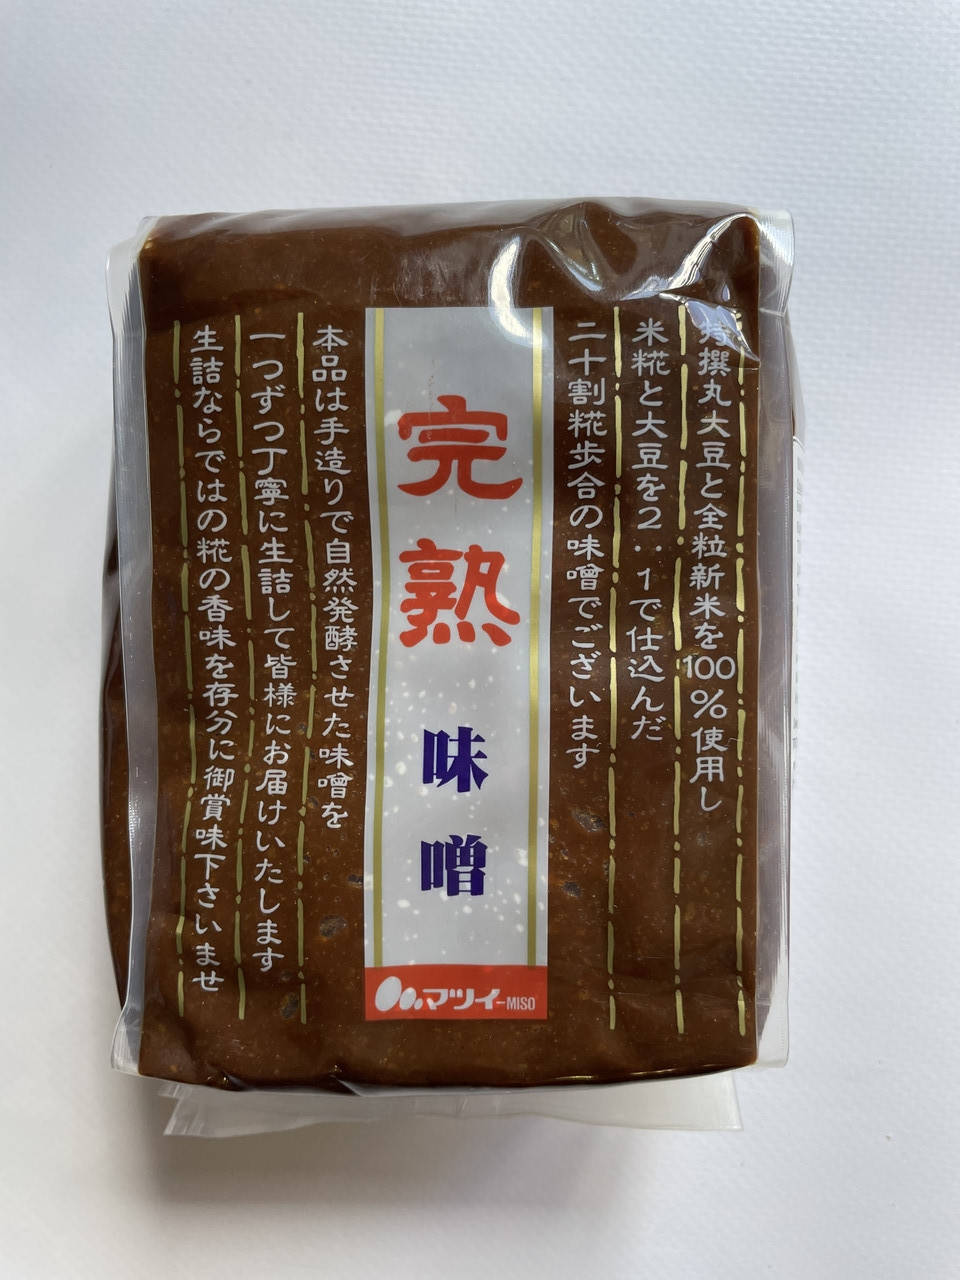 特撰丸大豆と全粒新米を100%使用し
米糀と大豆を2:1で仕込んだ
二十割糀歩合の味噌でございます
完熟
味噌
マツイ-MISO
本品は手造りで自然発酵させた味噌を
一つずつ丁寧に生詰して皆様にお届けいたします
生詰ならではの糀の香味を存分に御賞味下さいませ